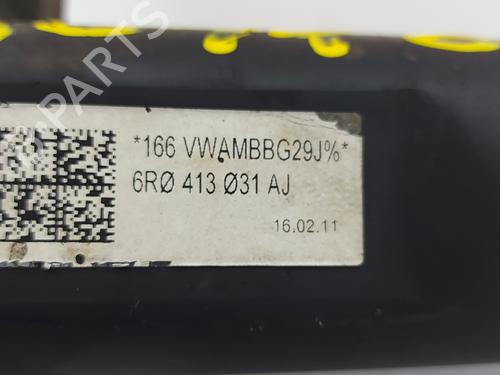 *166 VWAMBBG29J%*
6RØ 413 Ø31 AJ
16.02.11